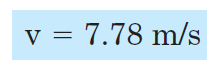 v = 7.78 m/s